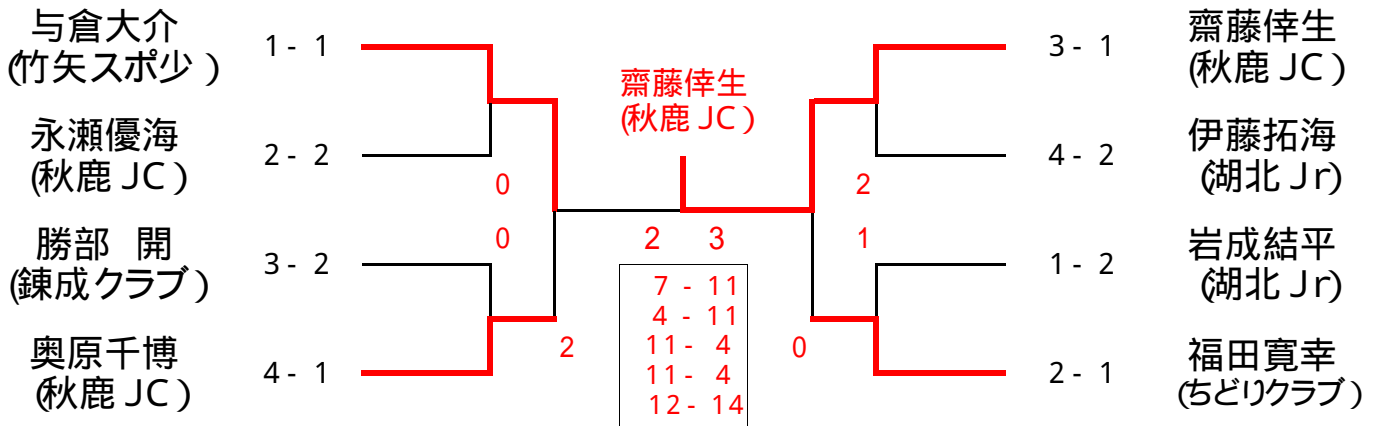 与倉大介
(竹矢スポ少)
1 - 1
永瀬優海
(秋鹿 JC)
2 - 2
勝部 開
(錬成クラブ)
3 - 2
奥原千博
(秋鹿 JC)
4 - 1
0
0
2
齋藤倖生
(秋鹿 JC)
2 3
7 - 11
4 - 11
11 - 4
11 - 4
12 - 14
2
1
0
3 - 1
齋藤倖生
(秋鹿 JC)
4 - 2
伊藤拓海
(湖北 Jr)
1 - 2
岩成結平
(湖北 Jr)
2 - 1
福田寛幸
(ちどりクラブ)